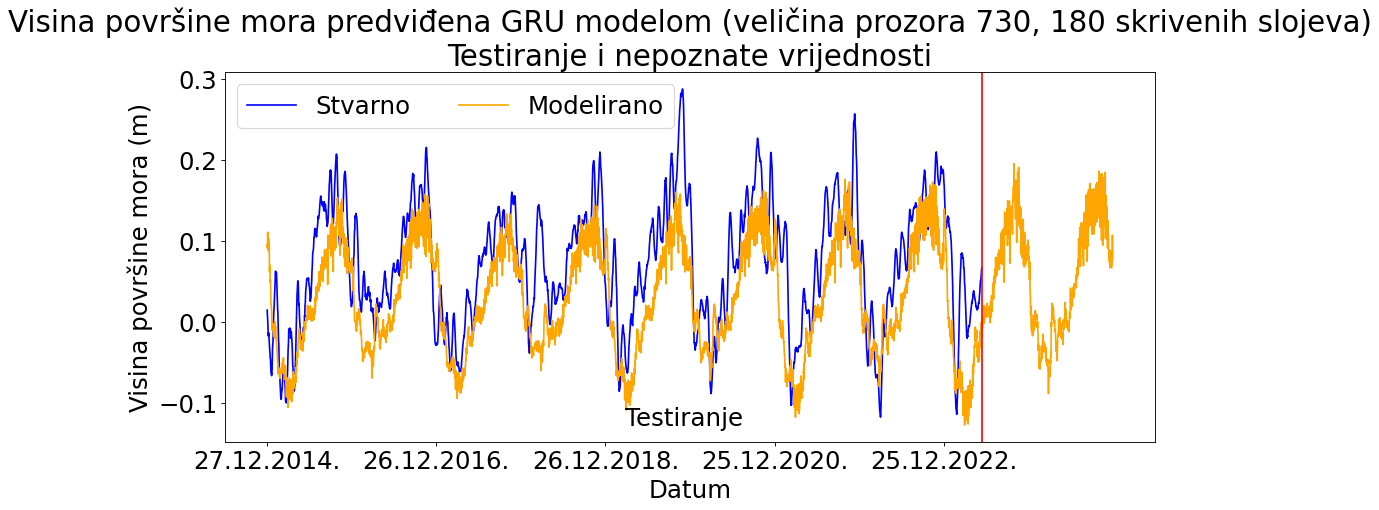 Visina površine mora predviđena GRU modelom (veličina prozora 730, 180 skrivenih slojeva)
Testiranje i nepoznate vrijednosti
Stvarno Modelirano
Visina površine mora (m)
0.3
0.2
0.1
0.0
−0.1
Testiranje
27.12.2014. 26.12.2016. 26.12.2018. 25.12.2020. 25.12.2022.
Datum